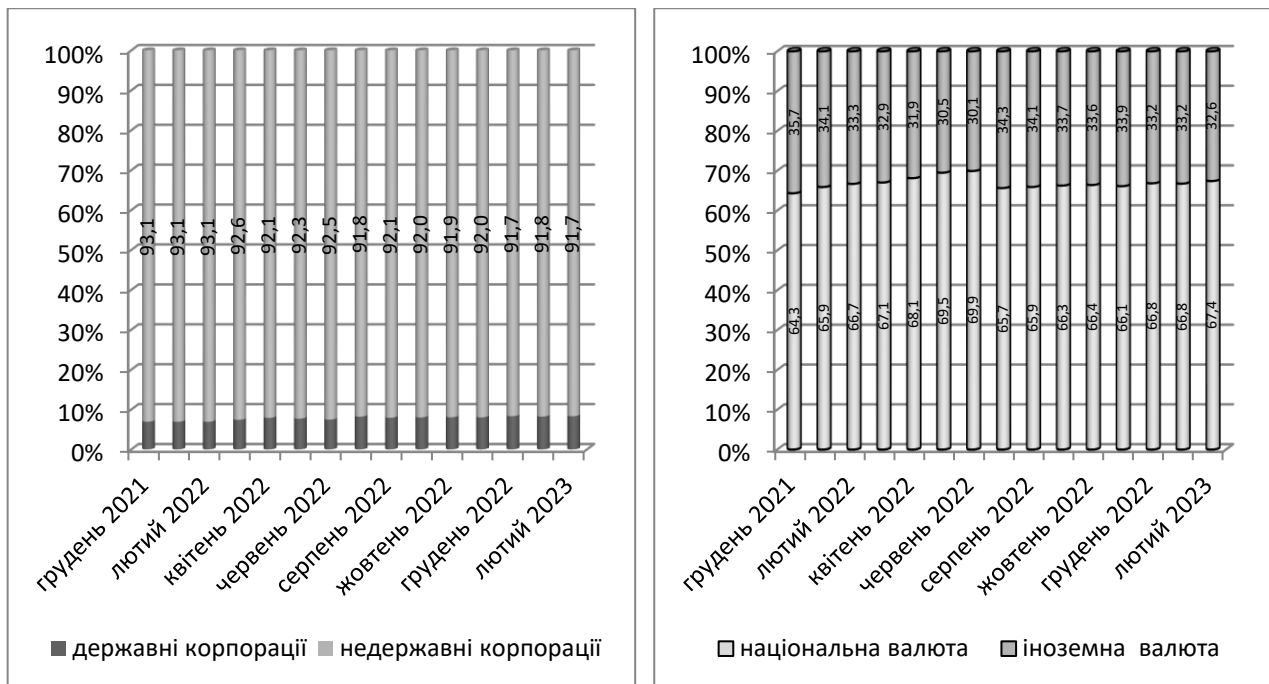 100%
90%
80%
70%
60%
50%
40%
30%
20%
10%
0%
93,1 93,1 93,1 92,6 92,1 92,3 92,5 91,8 92,1 92,0 91,9 92,0 91,7 91,8 91,7
грудень 2021
лютий 2022
квітень 2022
червень 2022
серпень 2022
жовтень 2022
грудень 2022
лютий 2023
державні корпорації недержавні корпорації
100%
90%
80%
70%
60%
50%
40%
30%
20%
10%
0%
35,7 34,1 33,3 32,9 31,9 30,5 30,1 34,3 34,1 33,7 33,6 33,9 33,2 33,2 32,6
64,3 65,9 66,7 67,1 68,1 69,5 69,9 65,7 65,9 66,3 66,4 66,1 66,8 66,8 67,4
грудень 2021
лютий 2022
квітень 2022
червень 2022
серпень 2022
жовтень 2022
грудень 2022
лютий 2023
національна валюта іноземна валюта